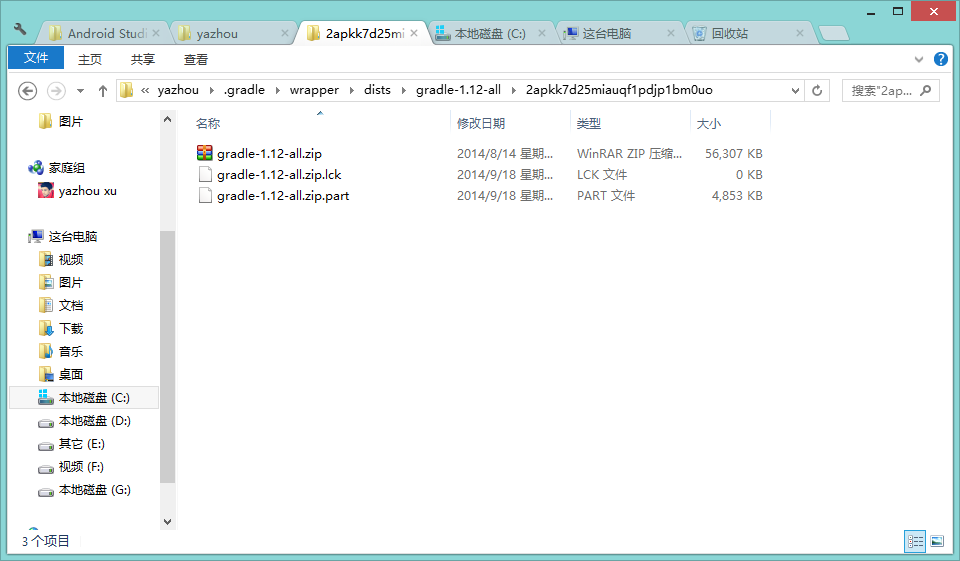 Android Studi
yazhou
2apkk7d25mi
本地磁盘 (C:)
这台电脑
回收站
文件
主页
共享
查看
« yazhou › .gradle › wrapper › dists › gradle-1.12-all › 2apkk7d25miauqf1pdjp1bm0uo
搜索"2ap...
图片
家庭组
yazhou xu
这台电脑
视频
图片
文档
下载
音乐
桌面
本地磁盘 (C:)
本地磁盘 (D:)
其它 (E:)
视频 (F:)
本地磁盘 (G:)
名称 修改日期 类型 大小
gradle-1.12-all.zip 2014/8/14 星期... WinRAR ZIP 压缩... 56,307 KB
gradle-1.12-all.zip.lck 2014/9/18 星期... LCK 文件 0 KB
gradle-1.12-all.zip.part 2014/9/18 星期... PART 文件 4,853 KB
3 个项目